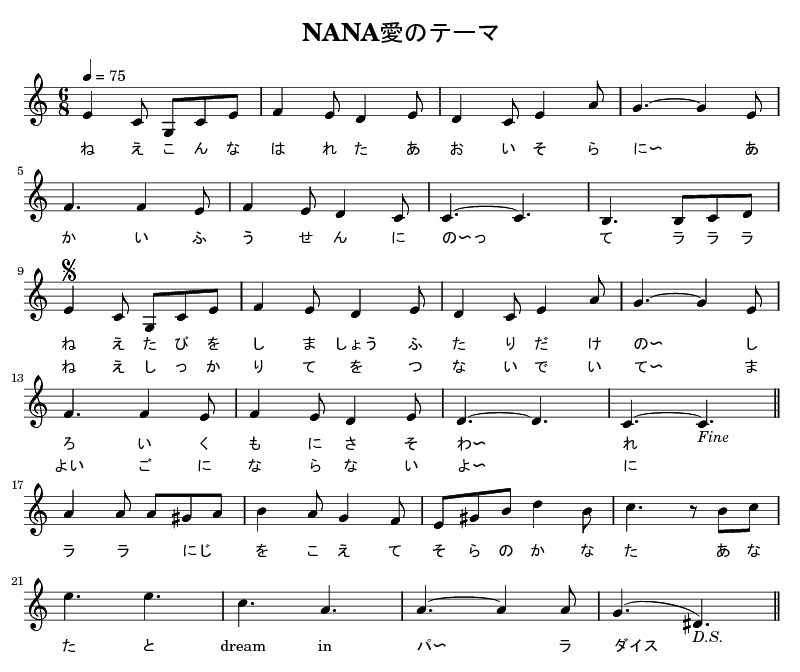 NANA愛のテーマ
= 75
6
8
ね え こ ん な は れ た あ お い そ ら に〜 あ
5
か い ふ う せ ん に の〜っ て ラ ラ ラ
9
ね え た び を し ま しょう ふ た り だ け の〜 し
ね え し っ か り て を つ な い で い て〜 ま
13
ろ い く も に さ そ わ〜 れ Fine
よい ご に な ら な い よ〜 に
17
ラ ラ にじ を こ え て そ ら の か な た あ な
21
た と dream in パ〜 ラ ダイス D.S.